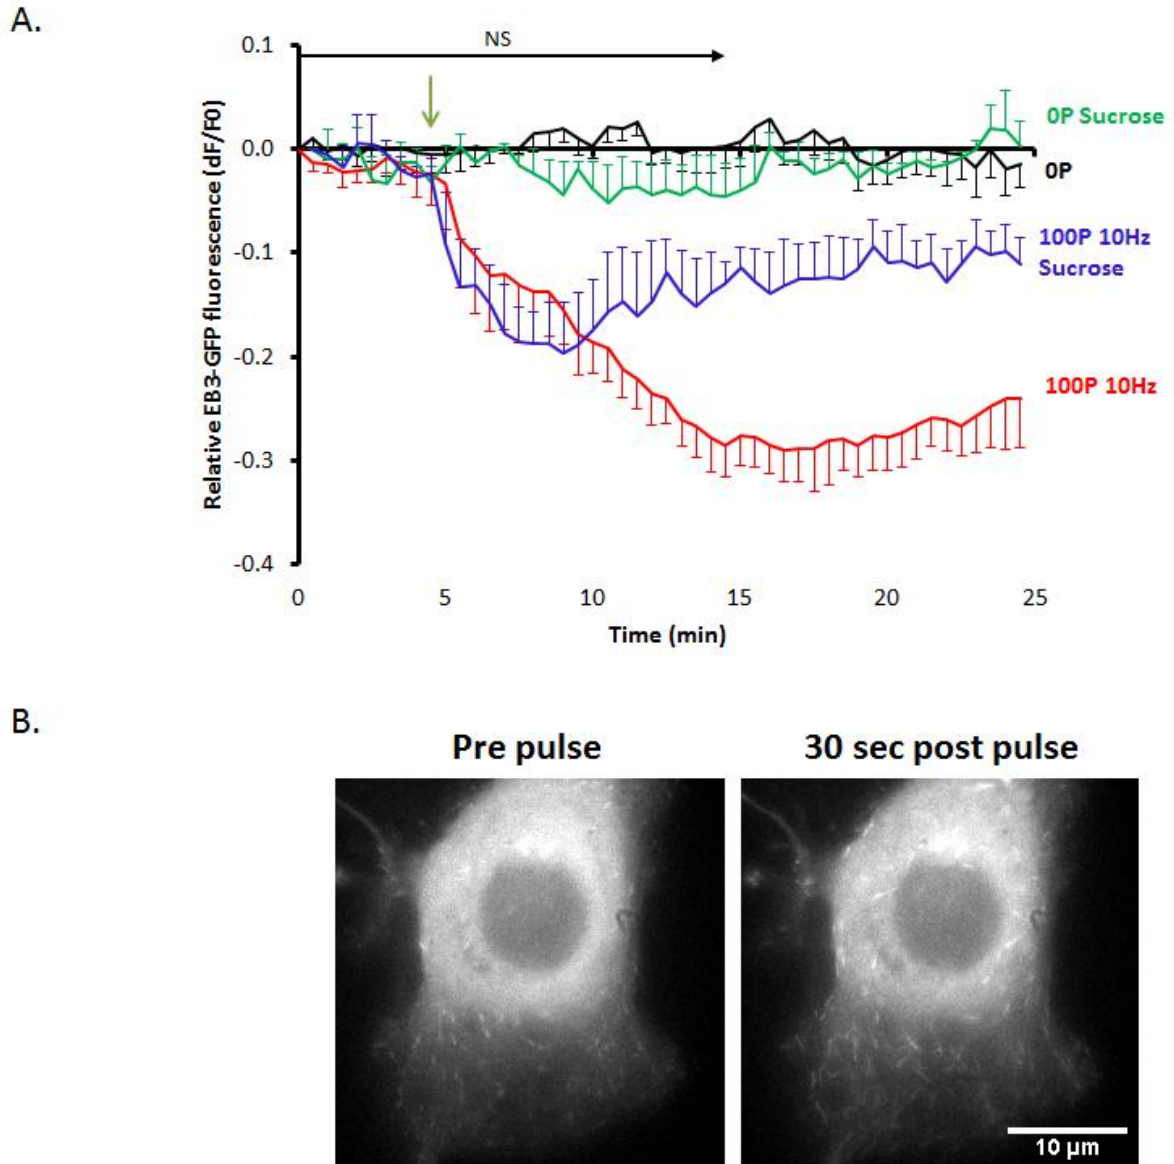 A.
NS
0.1
0.0
-0.1
-0.2
-0.3
-0.4
Relative EB3-GFP fluorescence (dF/F0)
0P Sucrose
0P
100P 10Hz
Sucrose
100P 10Hz
0 5 10 15 20 25
Time (min)
B.
Pre pulse 30 sec post pulse
10 µm